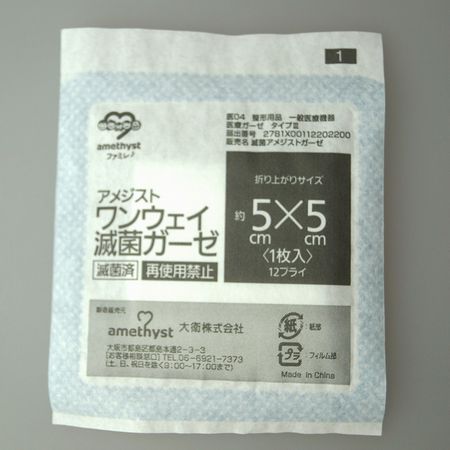 1
医04 整形用品 一般医療機器
医療ガーゼ タイプⅢ
届出番号 27B1X00112202200
販売名 滅菌アメジストガーゼ
amethyst
ファミレ♪
アメジスト
ワンウェイ
滅菌ガーゼ
滅菌済 再使用禁止
折り上がりサイズ
約5cm×5cm
〈1枚入〉
12プライ
製造販売元
amethyst 大衛株式会社
大阪市都島区都島本通2-3-3
[お客様相談窓口] TEL 06-6921-7373
(土、日、祝日を除く9:00~17:00まで)
紙 :紙部
プラ :フィルム部
Made in China